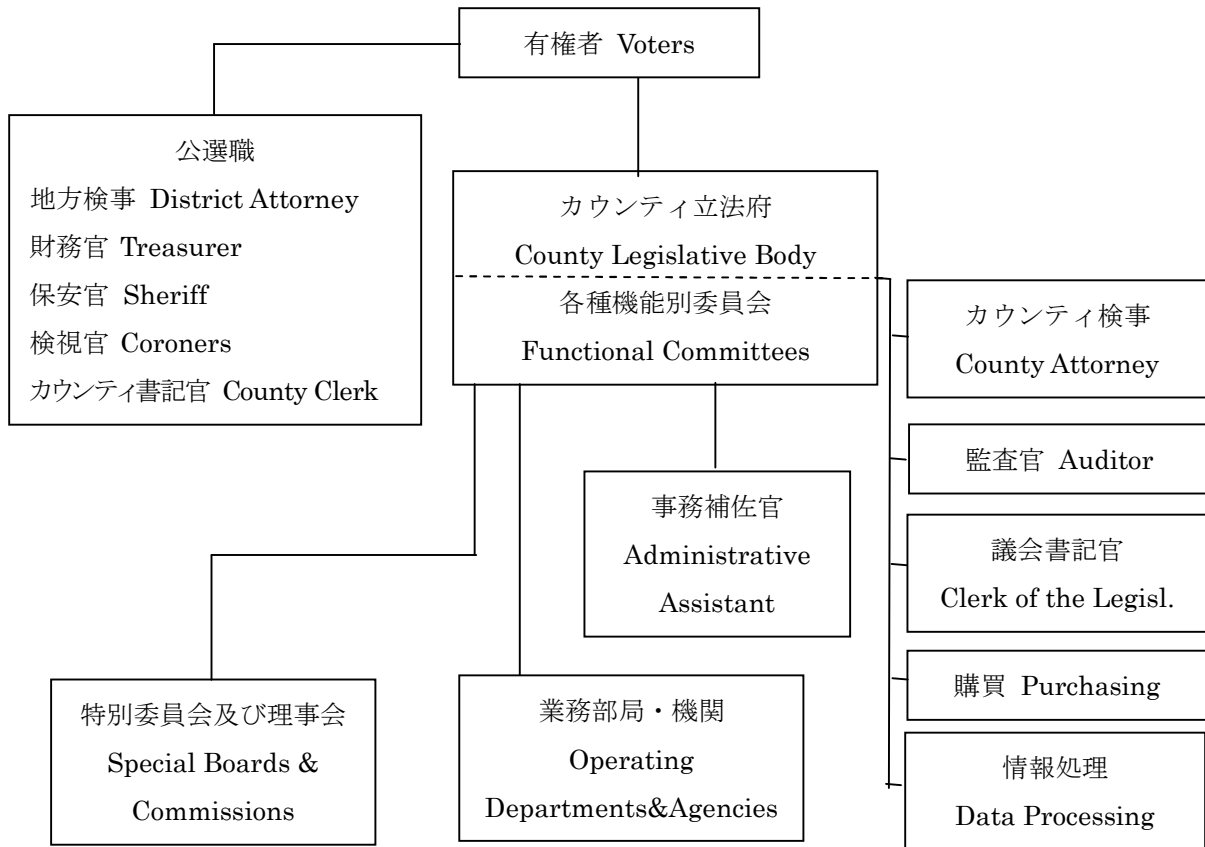 有権者 Voters
公選職
地方検事 District Attorney
財務官 Treasurer
保安官 Sheriff
検視官 Coroners
カウンティ書記官 County Clerk
カウンティ立法府
County Legislative Body
各種機能別委員会
Functional Committees
カウンティ検事
County Attorney
監査官 Auditor
事務補佐官
Administrative
Assistant
議会書記官
Clerk of the Legisl.
購買 Purchasing
特別委員会及び理事会
Special Boards &
Commissions
業務部局・機関
Operating
Departments&Agencies
情報処理
Data Processing